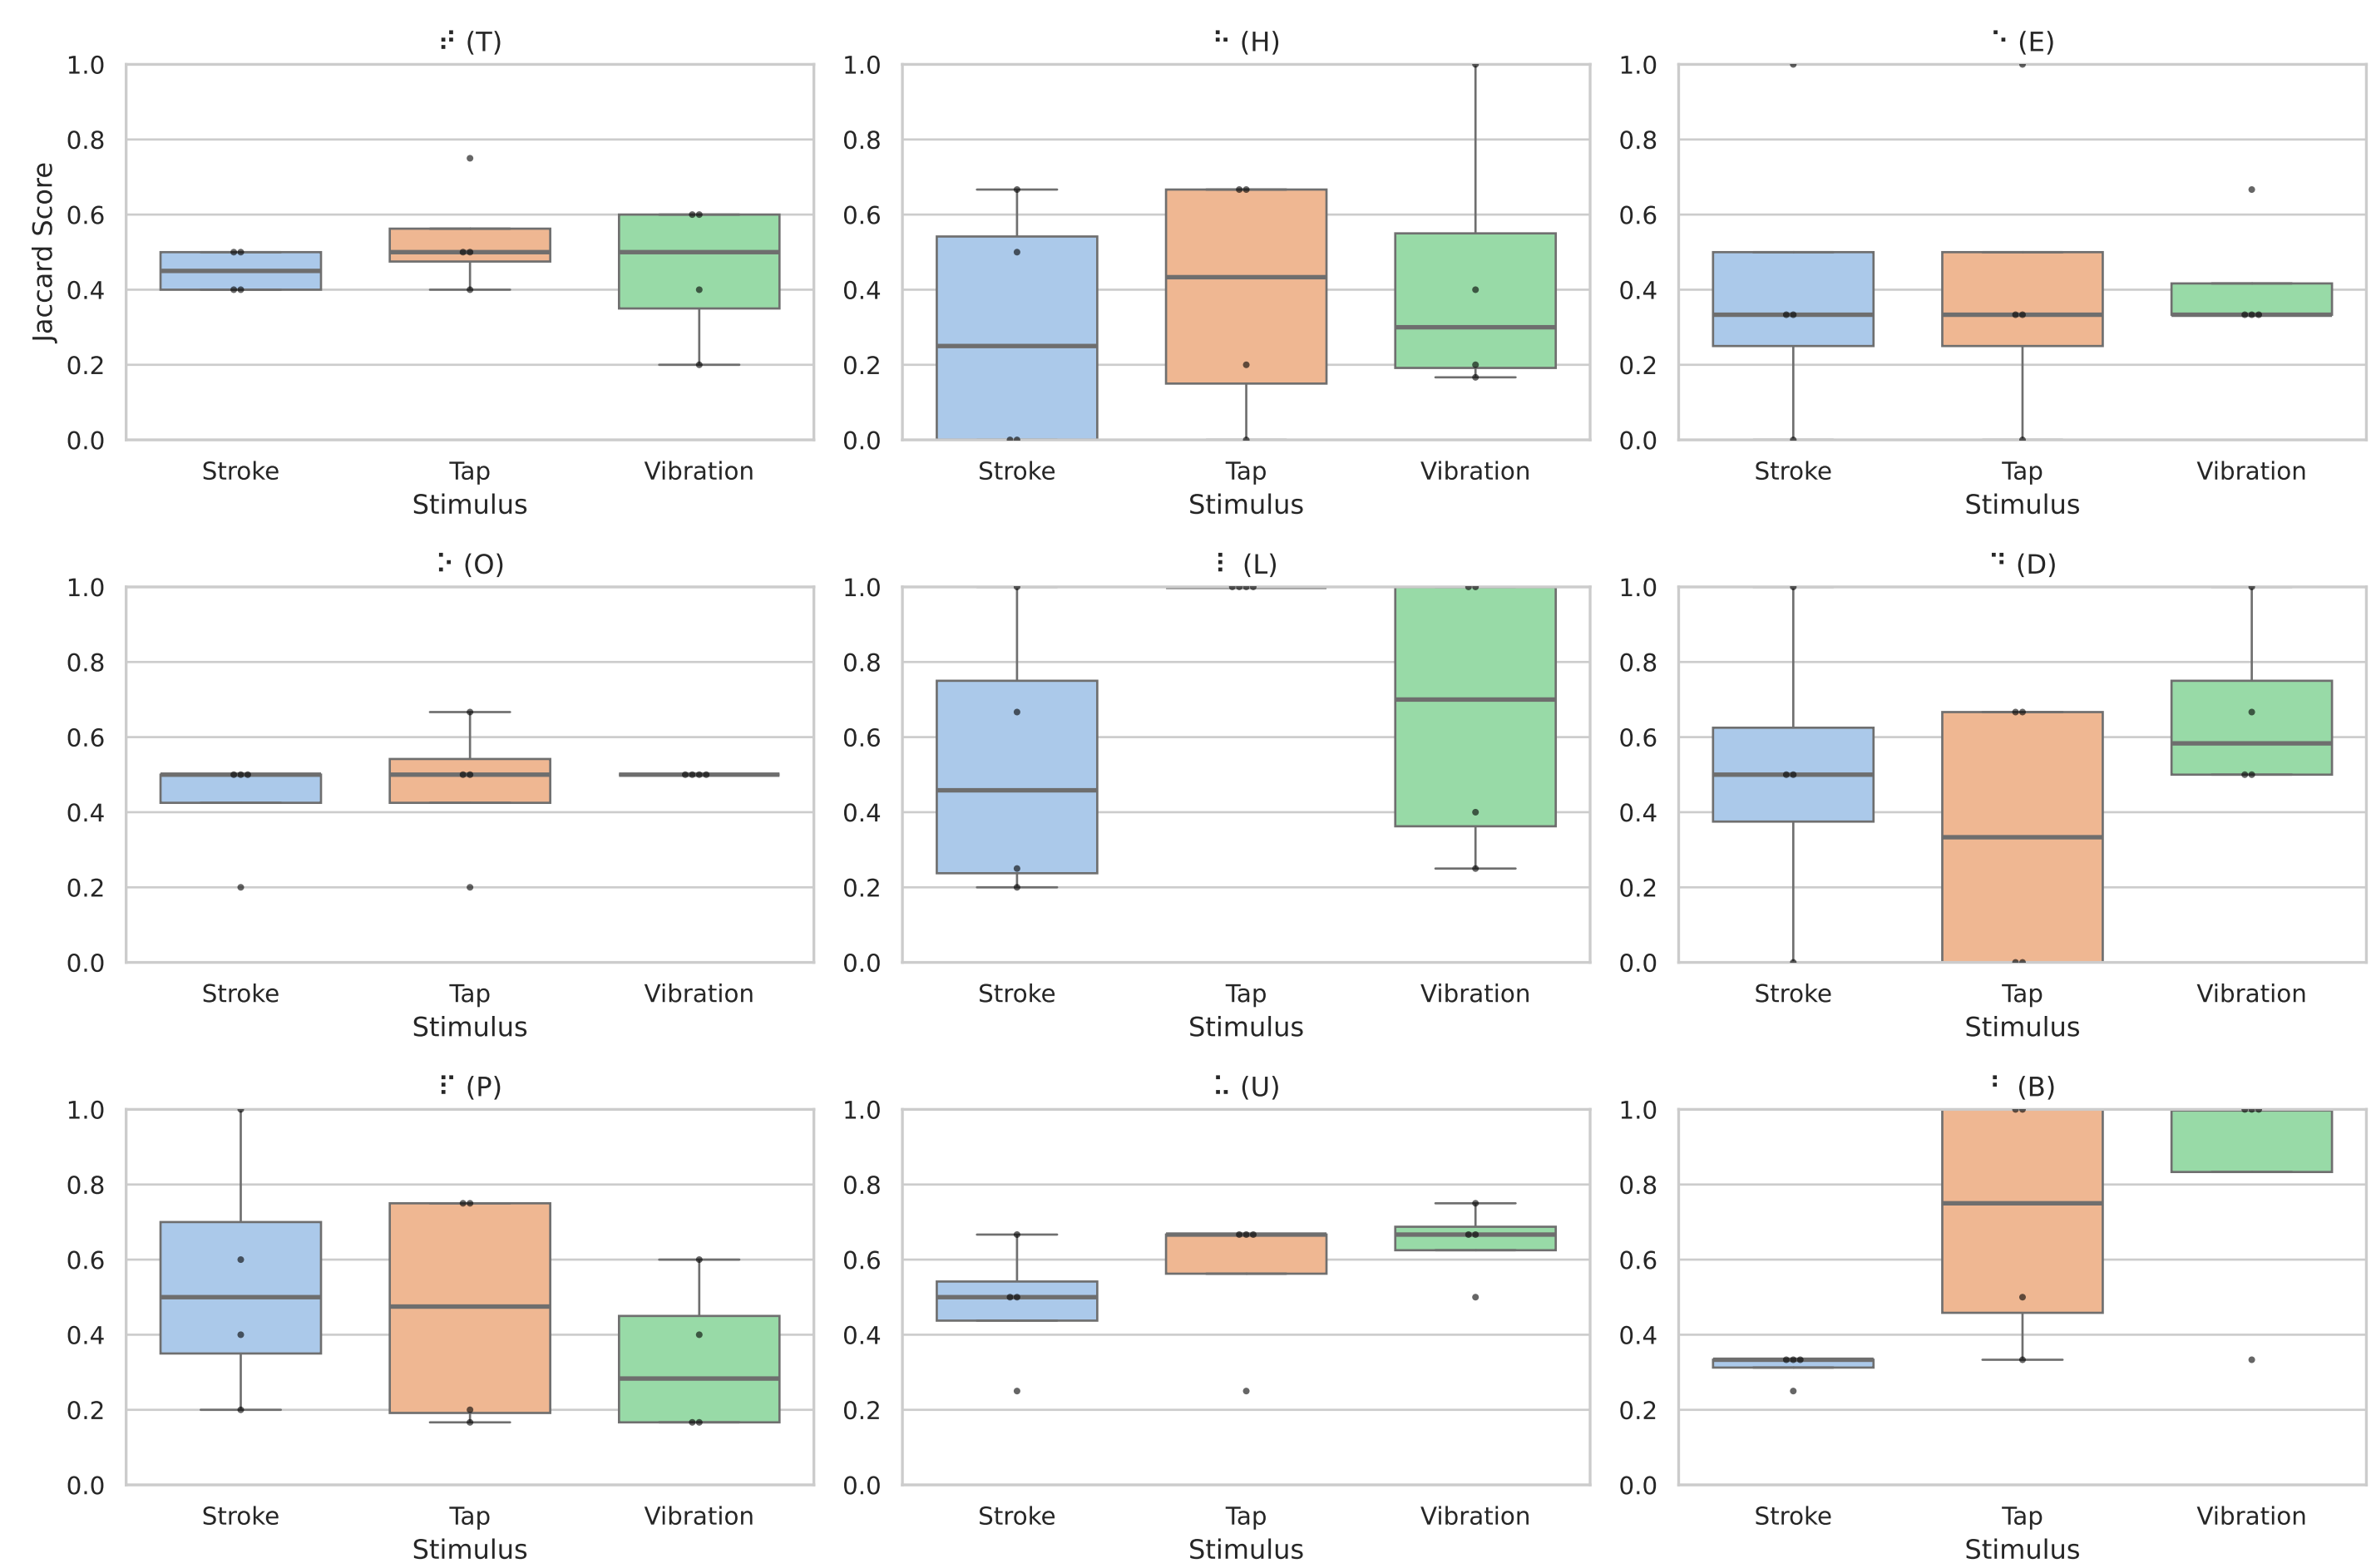 ⠞ (T)
⠓ (H)
⠑ (E)
Jaccard Score
1.0
0.8
0.6
0.4
0.2
0.0
1.0
0.8
0.6
0.4
0.2
0.0
1.0
0.8
0.6
0.4
0.2
0.0
Stroke Tap Vibration
Stroke Tap Vibration
Stroke Tap Vibration
Stimulus
Stimulus
Stimulus
⠕ (O)
⠇ (L)
⠙ (D)
1.0
0.8
0.6
0.4
0.2
0.0
1.0
0.8
0.6
0.4
0.2
0.0
1.0
0.8
0.6
0.4
0.2
0.0
Stroke Tap Vibration
Stroke Tap Vibration
Stroke Tap Vibration
Stimulus
Stimulus
Stimulus
⠏ (P)
⠥ (U)
⠃ (B)
1.0
0.8
0.6
0.4
0.2
0.0
1.0
0.8
0.6
0.4
0.2
0.0
1.0
0.8
0.6
0.4
0.2
0.0
Stroke Tap Vibration
Stroke Tap Vibration
Stroke Tap Vibration
Stimulus
Stimulus
Stimulus